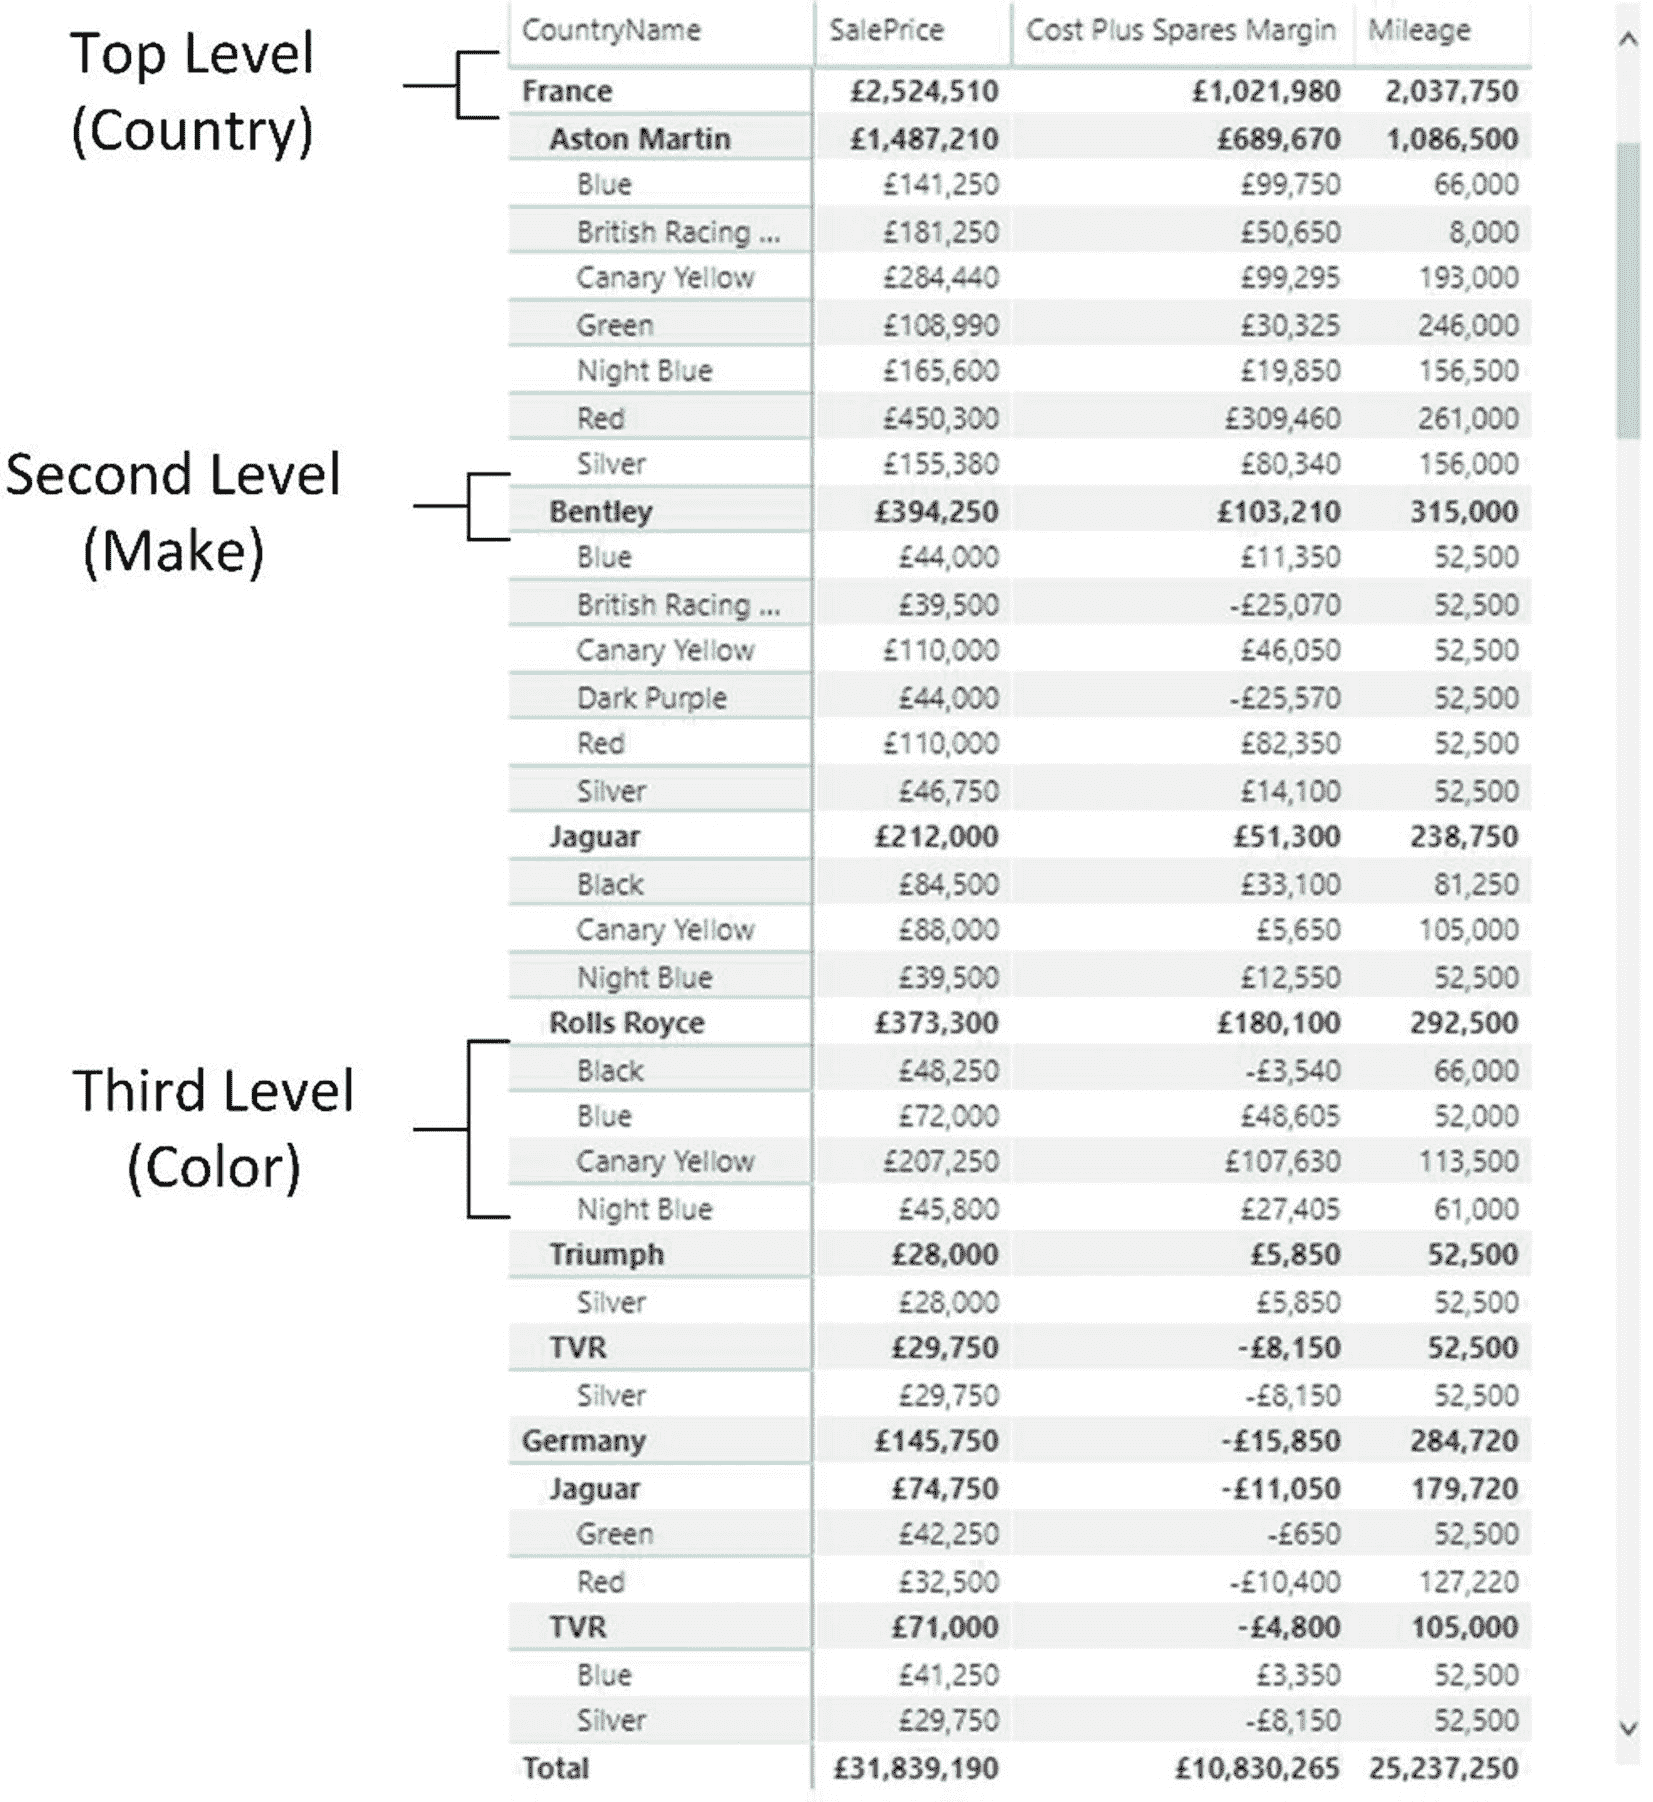 Top Level
(Country)
Second Level
(Make)
Third Level
(Color)
CountryName SalePrice Cost Plus Spares Margin Mileage
France £2,524,510 £1,021,980 2,037,750
Aston Martin £1,487,210 £689,670 1,086,500
Blue £141,250 £99,750 66,000
British Racing ... £181,250 £50,650 8,000
Canary Yellow £284,440 £99,295 193,000
Green £108,990 £30,325 246,000
Night Blue £165,600 £19,850 156,500
Red £450,300 £309,460 261,000
Silver £155,380 £80,340 156,000
Bentley £394,250 £103,210 315,000
Blue £44,000 £11,350 52,500
British Racing ... £39,500 -£25,070 52,500
Canary Yellow £110,000 £46,050 52,500
Dark Purple £44,000 -£25,570 52,500
Red £110,000 £82,350 52,500
Silver £46,750 £14,100 52,500
Jaguar £212,000 £51,300 238,750
Black £84,500 £33,100 81,250
Canary Yellow £88,000 £5,650 105,000
Night Blue £39,500 £12,550 52,500
Rolls Royce £373,300 £180,100 292,500
Black £48,250 -£3,540 66,000
Blue £72,000 £48,605 52,000
Canary Yellow £207,250 £107,630 113,500
Night Blue £45,800 £27,405 61,000
Triumph £28,000 £5,850 52,500
Silver £28,000 £5,850 52,500
TVR £29,750 -£8,150 52,500
Silver £29,750 -£8,150 52,500
Germany £145,750 -£15,850 284,720
Jaguar £74,750 -£11,050 179,720
Green £42,250 -£650 52,500
Red £32,500 -£10,400 127,220
TVR £71,000 -£4,800 105,000
Blue £41,250 £3,350 52,500
Silver £29,750 -£8,150 52,500
Total £31,839,190 £10,830,265 25,237,250